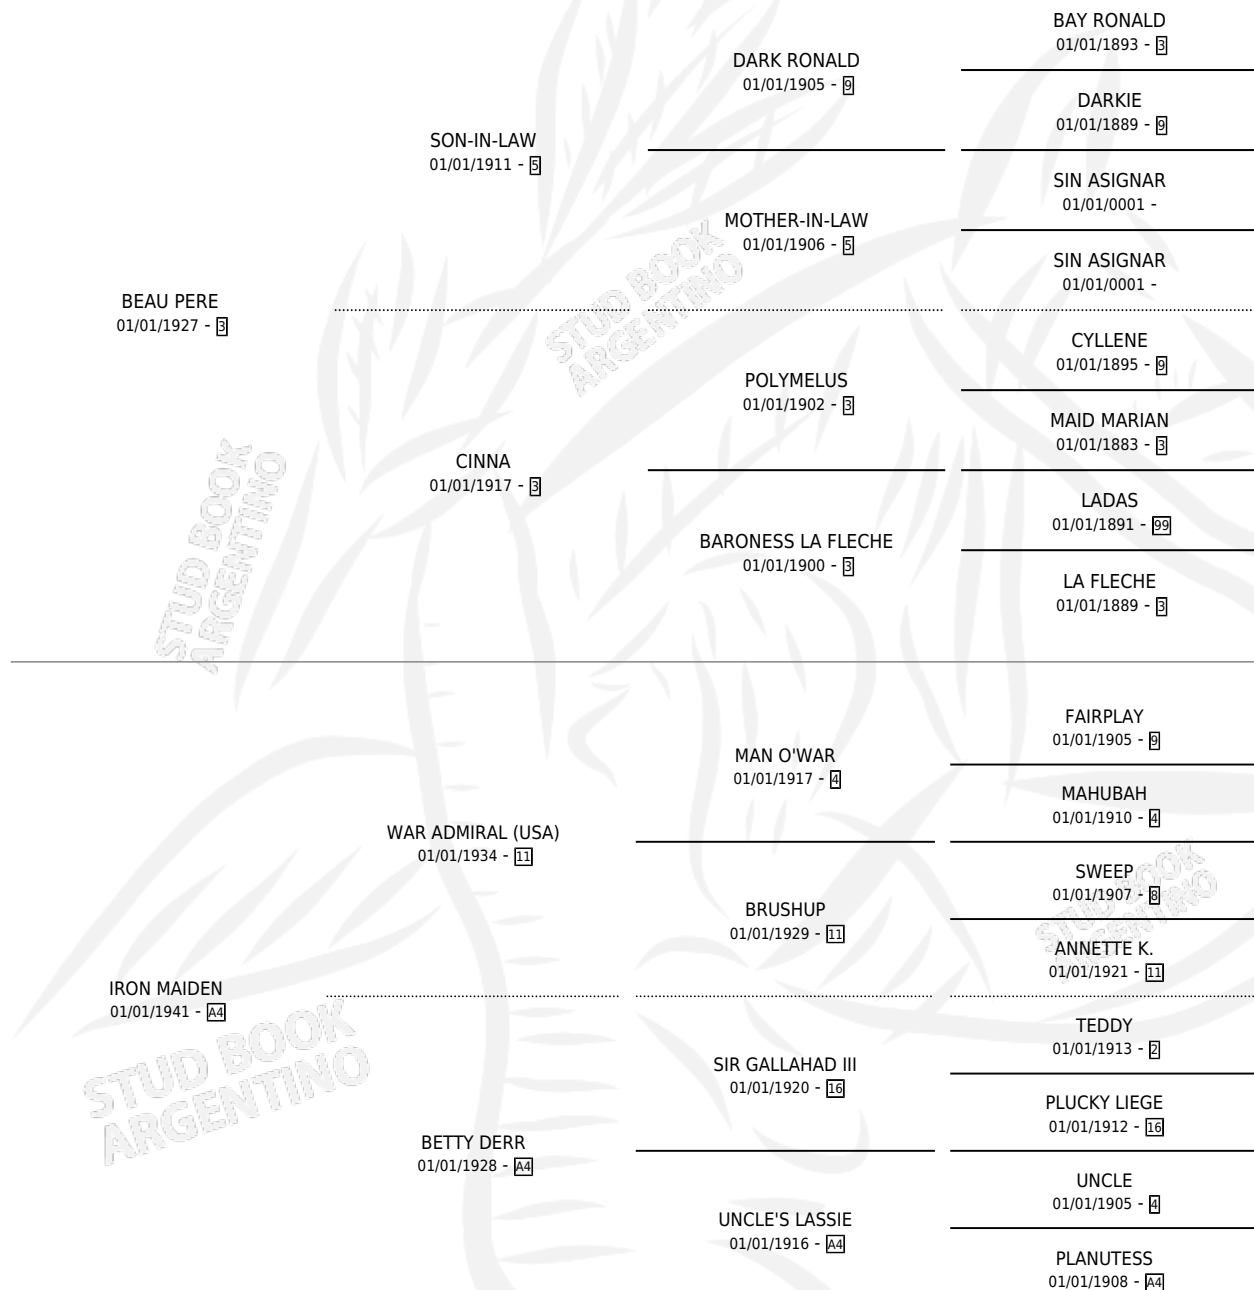 BEAU PERE
01/01/1927 - 3
SON-IN-LAW
01/01/1911 - 5
DARK RONALD
01/01/1905 - 9
BAY RONALD
01/01/1893 - 3
DARKIE
01/01/1889 - 9
MOTHER-IN-LAW
01/01/1906 - 5
SIN ASIGNAR
01/01/0001 -
SIN ASIGNAR
01/01/0001 -
CINNA
01/01/1917 - 3
POLYMELUS
01/01/1902 - 3
CYLLENE
01/01/1895 - 9
MAID MARIAN
01/01/1883 - 3
BARONESS LA FLECHE
01/01/1900 - 3
LADAS
01/01/1891 - 99
LA FLECHE
01/01/1889 - 3
IRON MAIDEN
01/01/1941 - A4
WAR ADMIRAL (USA)
01/01/1934 - 11
MAN O'WAR
01/01/1917 - 4
FAIRPLAY
01/01/1905 - 9
MAHUBAH
01/01/1910 - 4
BRUSHUP
01/01/1929 - 11
SWEEP
01/01/1907 - 8
ANNETTE K.
01/01/1921 - 11
BETTY DERR
01/01/1928 - A4
SIR GALLAHAD III
01/01/1920 - 16
TEDDY
01/01/1913 - 2
PLUCKY LIEGE
01/01/1912 - 16
UNCLE'S LASSIE
01/01/1916 - A4
UNCLE
01/01/1905 - 4
PLANUTESS
01/01/1908 - A4
STUD BOOK
ARGENTINO
STUD BOOK
ARGENTINO
STUD BOOK
ARGENTINO
STUD BOOK
ARGENTINO